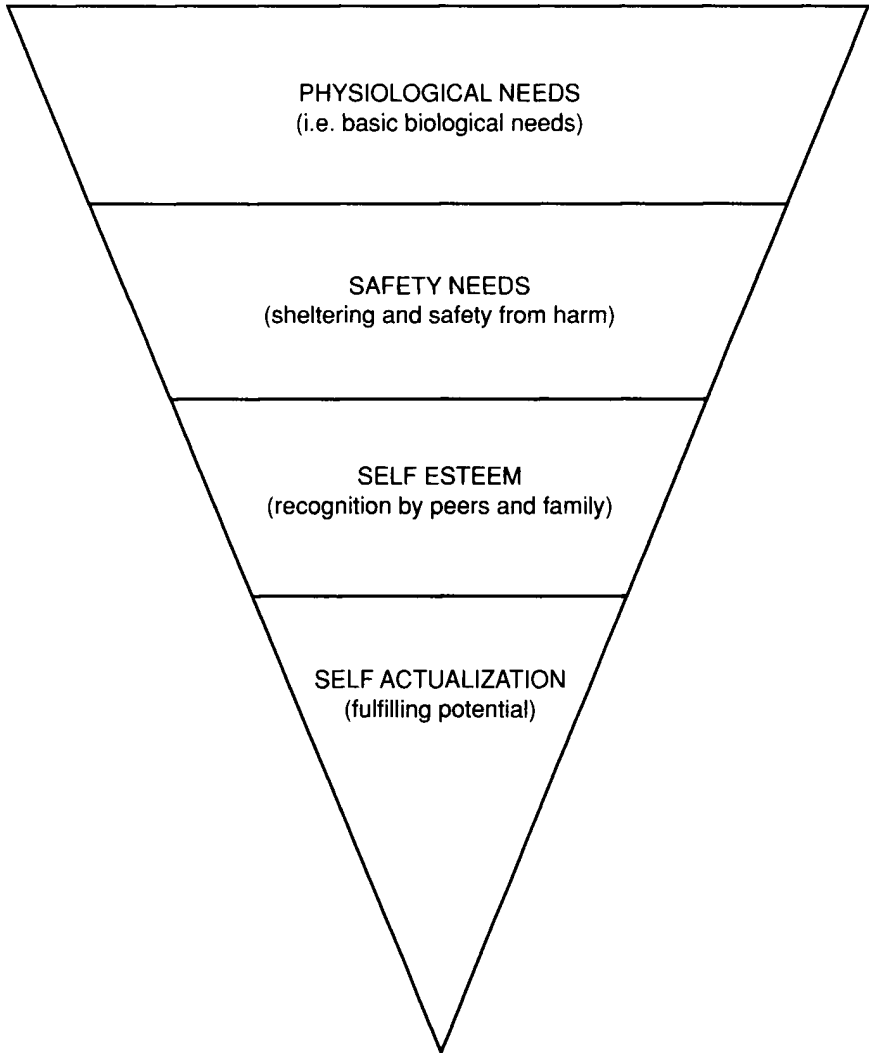 PHYSIOLOGICAL NEEDS
(i.e. basic biological needs)
SAFETY NEEDS
(sheltering and safety from harm)
SELF ESTEEM
(recognition by peers and family)
SELF ACTUALIZATION
(fulfilling potential)